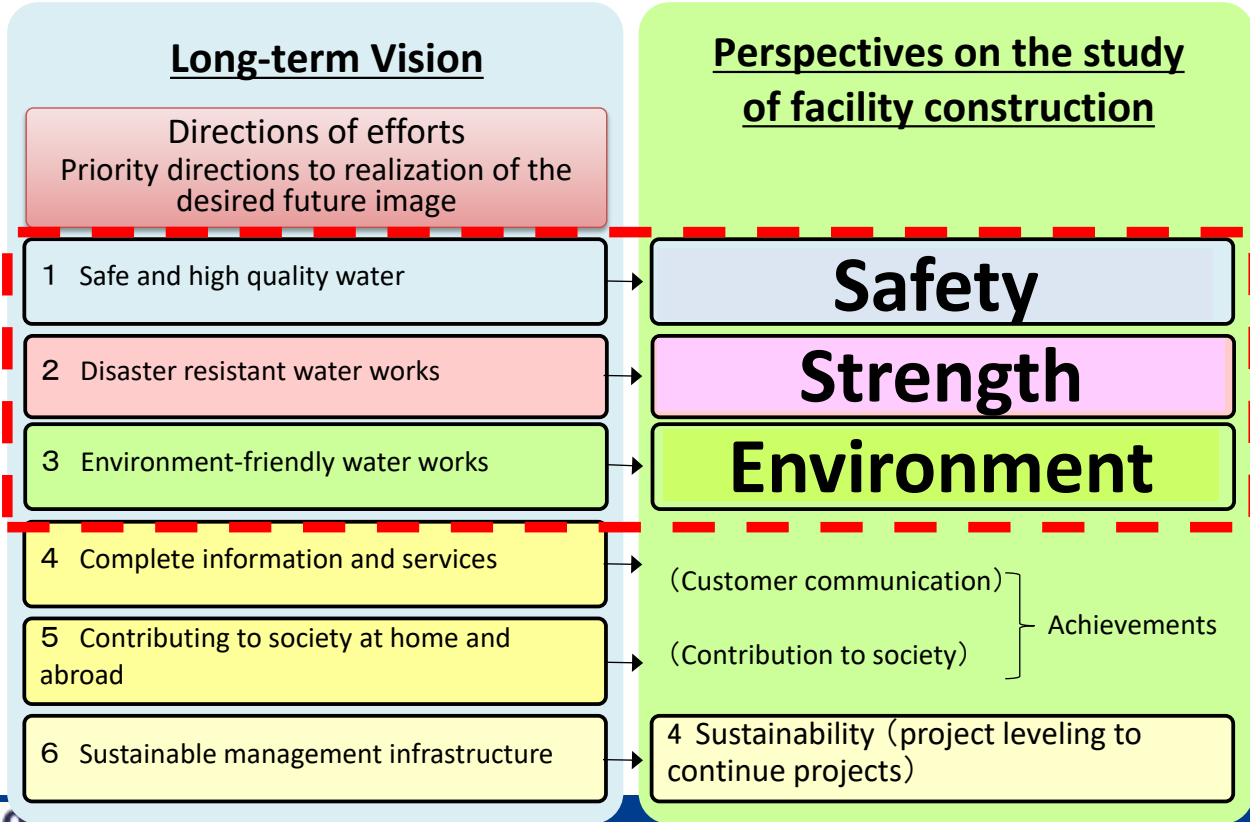 Long-term Vision
Directions of efforts
Priority directions to realization of the
desired future image
1 Safe and high quality water
2 Disaster resistant water works
3 Environment-friendly water works
4 Complete information and services
5 Contributing to society at home and
abroad
6 Sustainable management infrastructure
Perspectives on the study
of facility construction
Safety
Strength
Environment
（Customer communication）
（Contribution to society）
Achievements
4 Sustainability（project leveling to
continue projects）